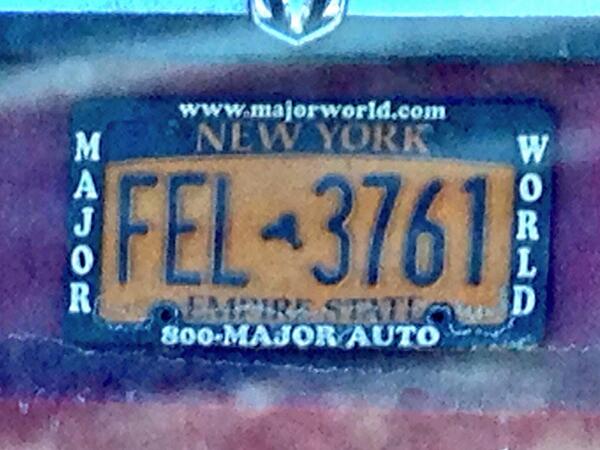 www.majorworld.com
NEW YORK
MAJOR
FEL 3761
WORLD
EMPIRE STATE
800-MAJOR AUTO